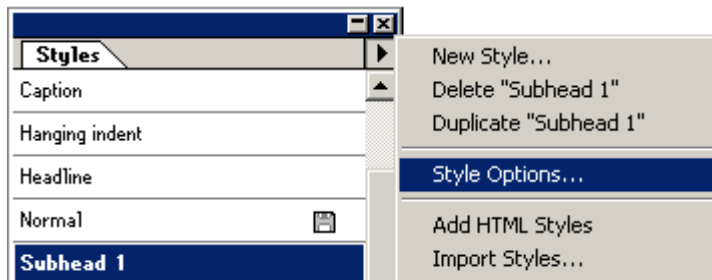 Styles
Caption
Hanging indent
Headline
Normal
Subhead 1
New Style...
Delete "Subhead 1"
Duplicate "Subhead 1"
Style Options...
Add HTML Styles
Import Styles...